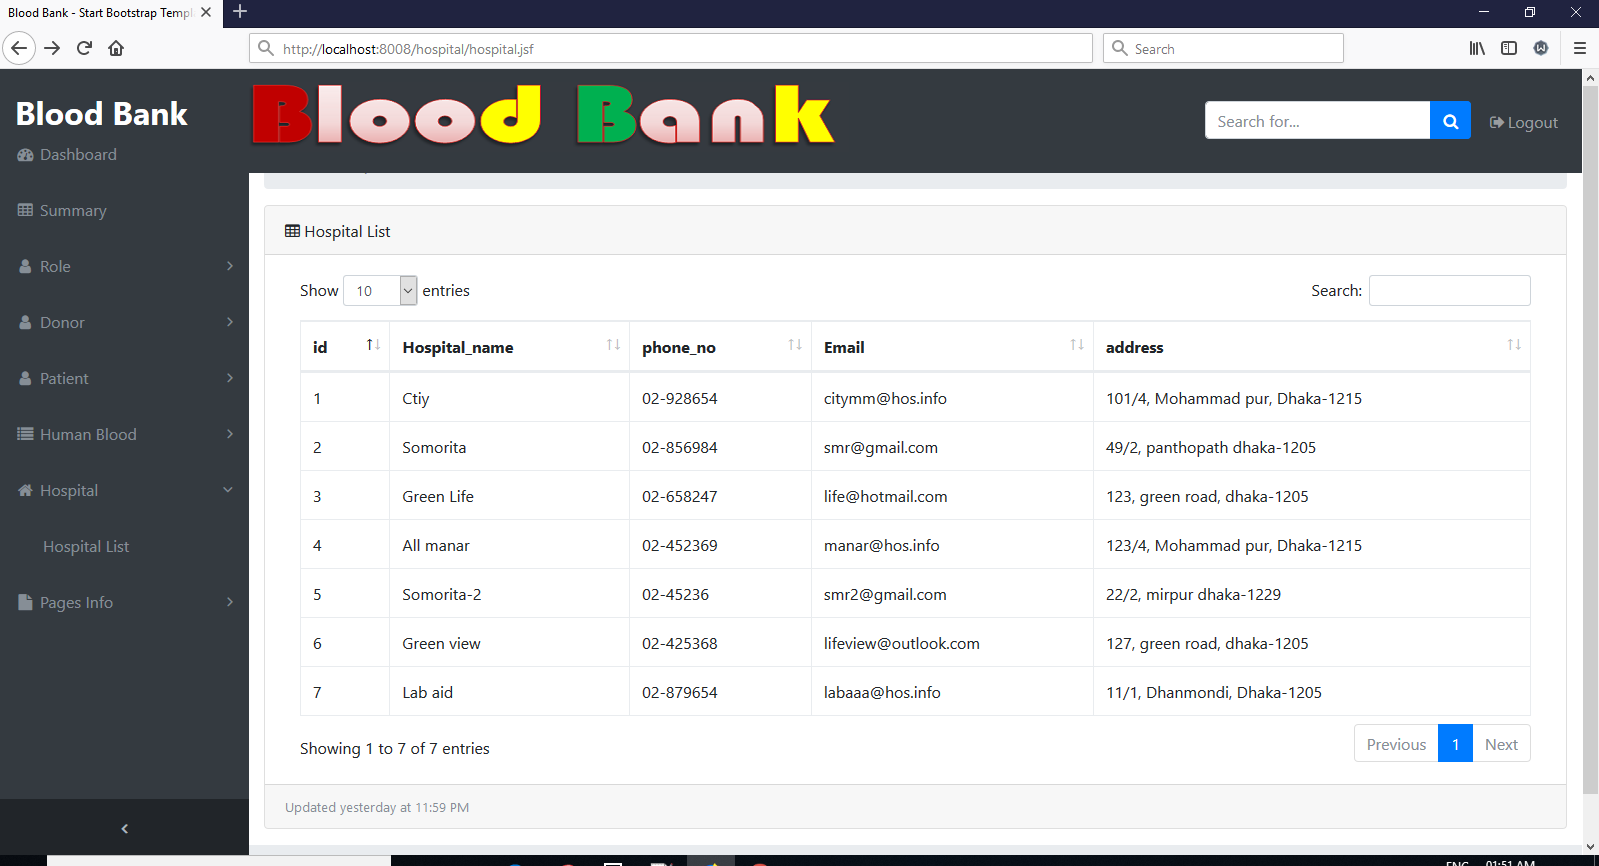 Blood Bank - Start Bootstrap Templ
http://localhost:8008/hospital/hospital.jsf
Search
Blood Bank
Blood Bank
Search for...
Logout
Dashboard
Summary
Role
Donor
Patient
Human Blood
Hospital
Hospital List
Pages Info
Hospital List
Show 10 entries
Search:
id Hospital_name phone_no Email address
1 Ctiy 02-928654 citymm@hos.info 101/4, Mohammad pur, Dhaka-1215
2 Somorita 02-856984 smr@gmail.com 49/2, panthopath dhaka-1205
3 Green Life 02-658247 life@hotmail.com 123, green road, dhaka-1205
4 All manar 02-452369 manar@hos.info 123/4, Mohammad pur, Dhaka-1215
5 Somorita-2 02-45236 smr2@gmail.com 22/2, mirpur dhaka-1229
6 Green view 02-425368 lifeview@outlook.com 127, green road, dhaka-1205
7 Lab aid 02-879654 labaaa@hos.info 11/1, Dhanmondi, Dhaka-1205
Showing 1 to 7 of 7 entries
Previous 1 Next
Updated yesterday at 11:59 PM
ENG 01:51 AM